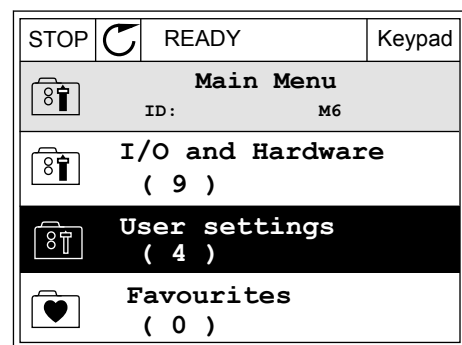 STOP READY Keypad
Main Menu
ID: M6
I/O and Hardware
( 9 )
User settings
( 4 )
Favourites
( 0 )